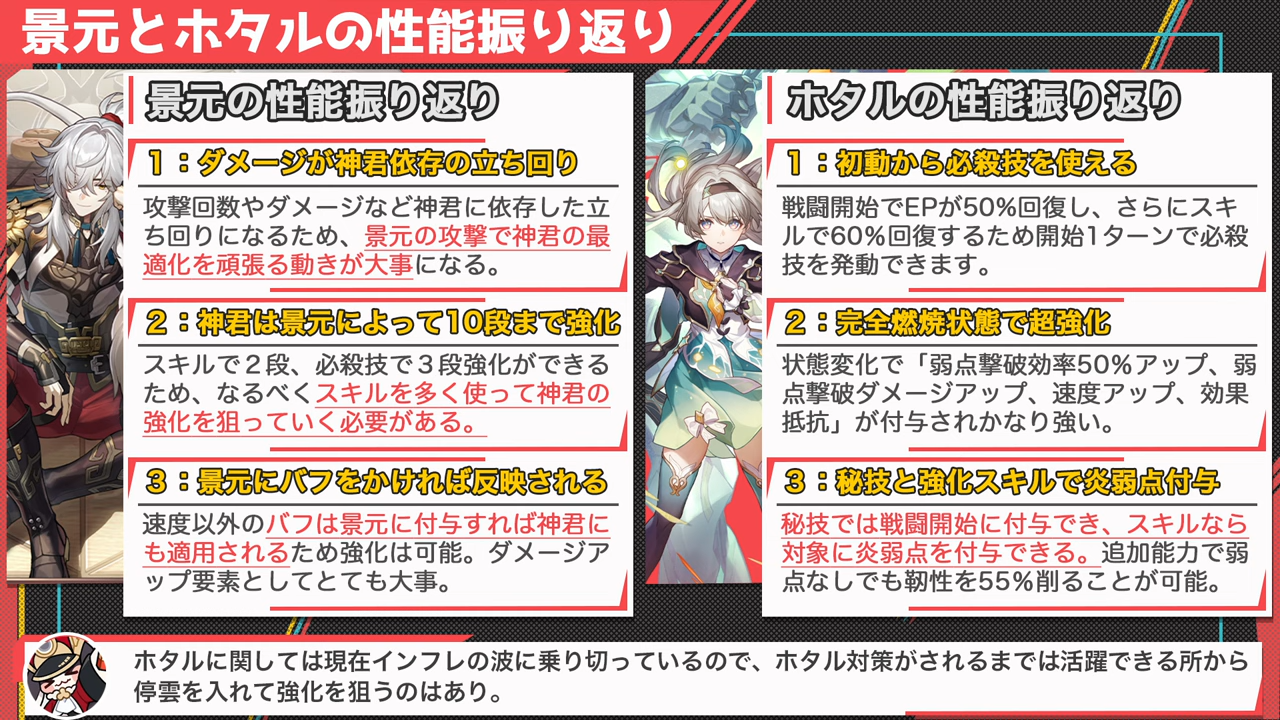 景元とホタルの性能振り返り
景元の性能振り返り
1：ダメージが神君依存の立ち回り
攻撃回数やダメージなど神君に依存した立
ち回りになるため、景元の攻撃で神君の最
適化を頑張る動きが大事になる。
2：神君は景元によって10段まで強化
スキルで２段、必殺技で３段強化ができる
ため、なるべくスキルを多く使って神君の
強化を狙っていく必要がある。
3：景元にバフをかければ反映される
速度以外のバフは景元に付与すれば神君に
も適用されるため強化は可能。ダメージア
ップ要素としてとても大事。
ホタルの性能振り返り
1：初動から必殺技を使える
戦闘開始でEPが50%回復し、さらにスキ
ルで60%回復するため開始1ターンで必殺
技を発動できます。
2：完全燃焼状態で超強化
状態変化で「弱点撃破効率50%アップ、弱
点撃破ダメージアップ、速度アップ、効果
抵抗」が付与されかなり強い。
3：秘技と強化スキルで炎弱点付与
秘技では戦闘開始に付与でき、スキルなら
対象に炎弱点を付与できる。追加能力で弱
点なしでも靭性を55%削ることが可能。
ホタルに関しては現在インフレの波に乗り切っているので、ホタル対策がされるまでは活躍できる所から
停雲を入れて強化を狙うのはあり。